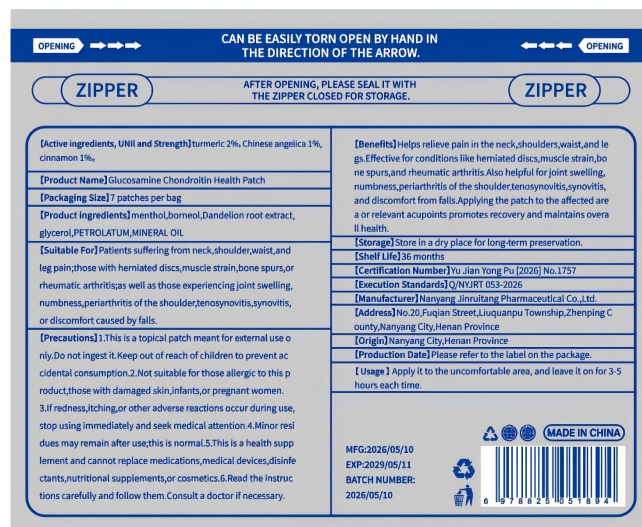 OPENING
CAN BE EASILY TORN OPEN BY HAND IN
THE DIRECTION OF THE ARROW.
OPENING
ZIPPER
AFTER OPENING, PLEASE SEAL IT WITH
THE ZIPPER CLOSED FOR STORAGE.
ZIPPER
【Active ingredients, UNII and Strength】turmeric 2%, Chinese angelica 1%,
cinnamon 1%。
【Product Name】Glucosamine Chondroitin Health Patch
【Packaging Size】7 patches per bag
【Product ingredients】menthol,borneol,Dandelion root extract,
glycerol,PETROLATUM,MINERAL OIL
【Suitable For】Patients suffering from neck,shoulder,waist,and
leg pain;those with herniated discs,muscle strain,bone spurs,or
rheumatic arthritis;as well as those experiencing joint swelling,
numbness,periarthritis of the shoulder,tenosynovitis,synovitis,
or discomfort caused by falls.
【Precautions】1.This is a topical patch meant for external use o
nly.Do not ingest it.Keep out of reach of children to prevent ac
cidental consumption.2.Not suitable for those allergic to this p
roduct,those with damaged skin,infants,or pregnant women.
3.If redness,itching,or other adverse reactions occur during use,
stop using immediately and seek medical attention.4.Minor resi
dues may remain after use;this is normal.5.This is a health supp
lement and cannot replace medications,medical devices,disinfe
ctants,nutritional supplements,or cosmetics.6.Read the instruc
tions carefully and follow them.Consult a doctor if necessary.
【Benefits】Helps relieve pain in the neck,shoulders,waist,and le
gs.Effective for conditions like herniated discs,muscle strain,bo
ne spurs,and rheumatic arthritis.Also helpful for joint swelling,
numbness,periarthritis of the shoulder,tenosynovitis,synovitis,
and discomfort from falls.Applying the patch to the affected are
a or relevant acupoints promotes recovery and maintains overa
ll health.
【Storage】Store in a dry place for long-term preservation.
【Shelf Life】36 months
【Certification Number】Yu Jian Yong Pu [2026] No.1757
【Execution Standards】Q/NYJRT 053-2026
【Manufacturer】Nanyang Jinruitang Pharmaceutical Co.,Ltd.
【Address】No.20,Fuqian Street,Liuquanpu Township,Zhenping C
ounty,Nanyang City,Henan Province
【Origin】Nanyang City,Henan Province
【Production Date】Please refer to the label on the package.
【 Usage 】 Apply it to the uncomfortable area, and leave it on for 3-5
hours each time.
MADE IN CHINA
MFG:2026/05/10
EXP:2029/05/11
BATCH NUMBER:
2026/05/10
6 978825 051894